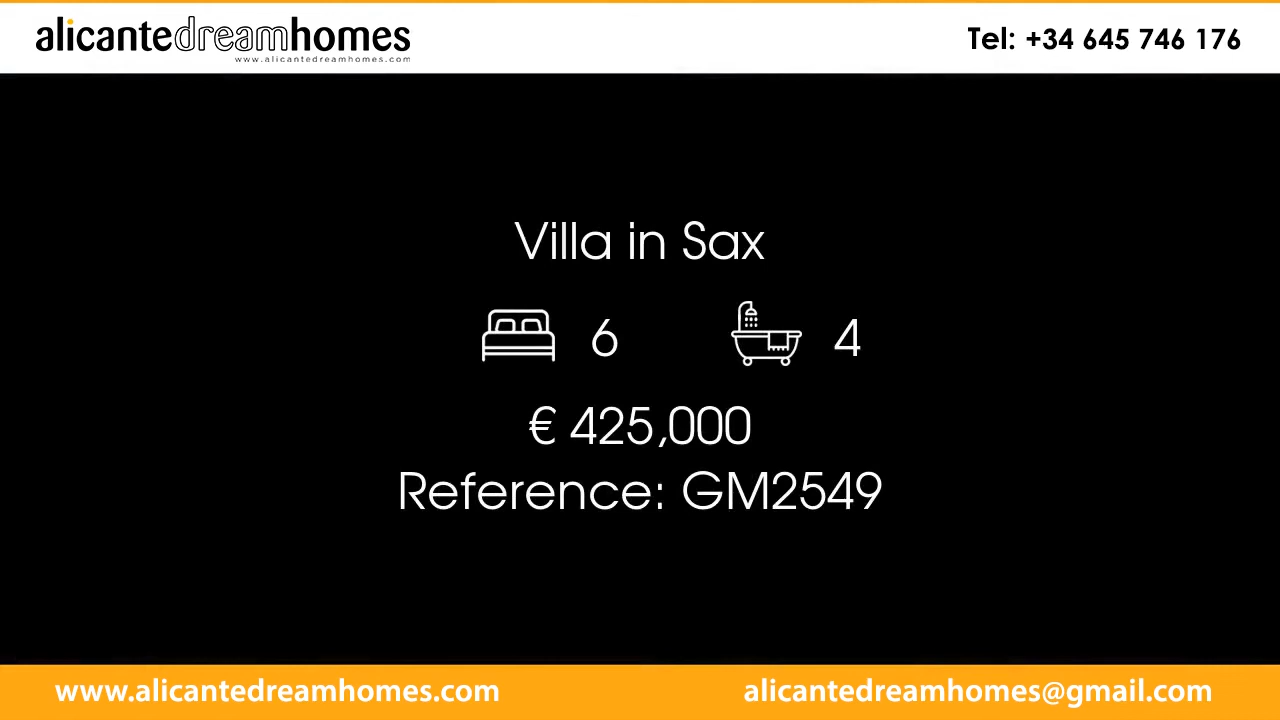 alicantedreamhomes
www.alicantedreamhomes.com
Tel: +34 645 746 176
Villa in Sax
6 4
€ 425,000
Reference: GM2549
www.alicantedreamhomes.com
alicantedreamhomes@gmail.com